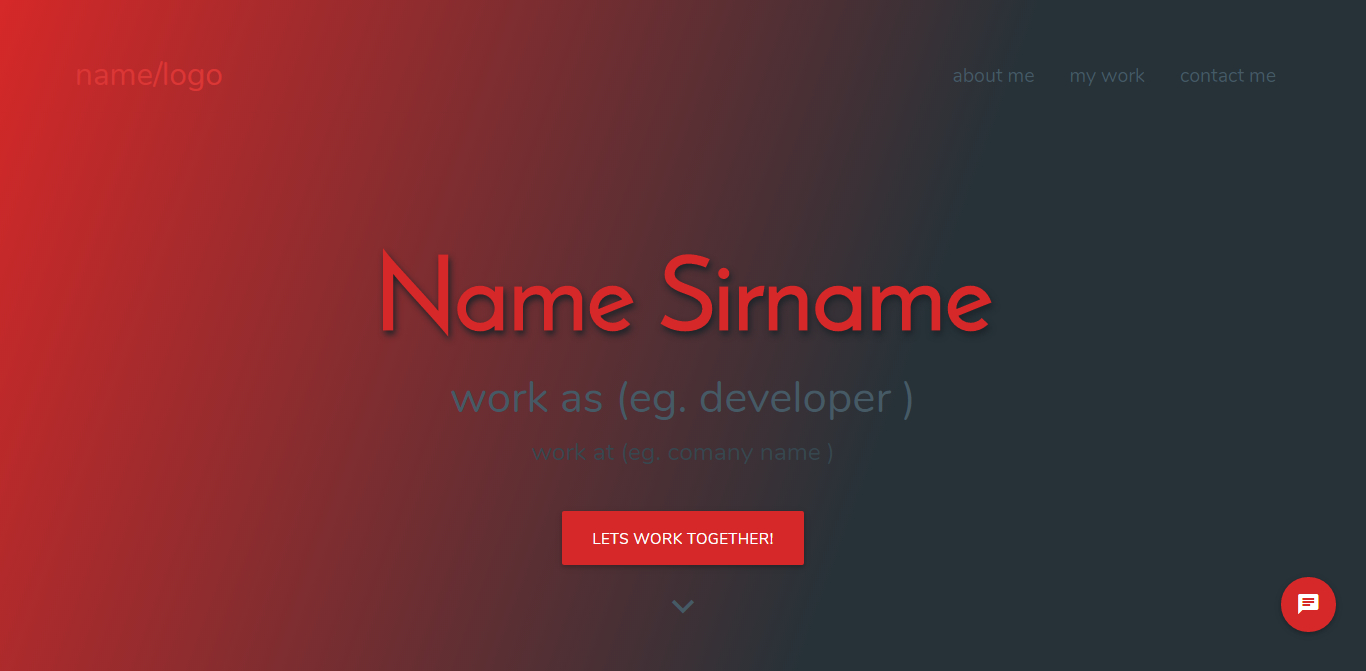 name/logo
about me my work contact me
Name Sirname
work as (eg. developer )
work at (eg. comany name )
LETS WORK TOGETHER!